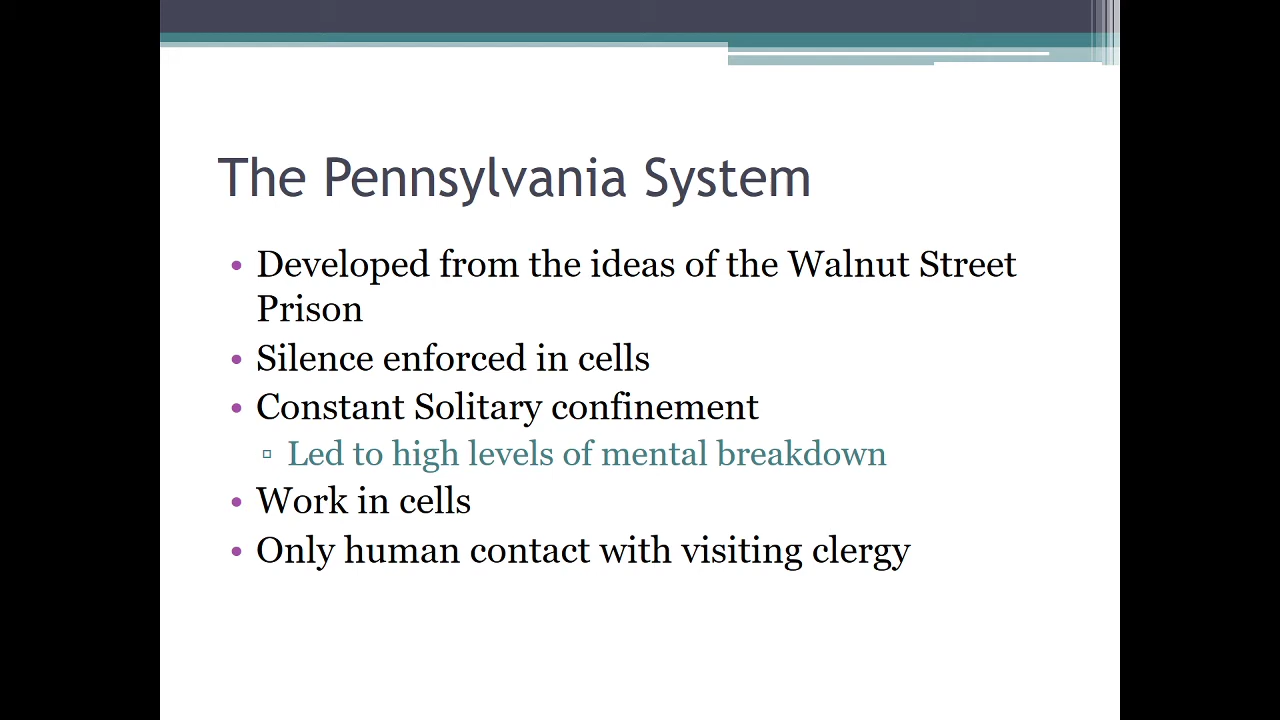 The Pennsylvania System
• Developed from the ideas of the Walnut Street
Prison
• Silence enforced in cells
• Constant Solitary confinement
▫ Led to high levels of mental breakdown
• Work in cells
• Only human contact with visiting clergy